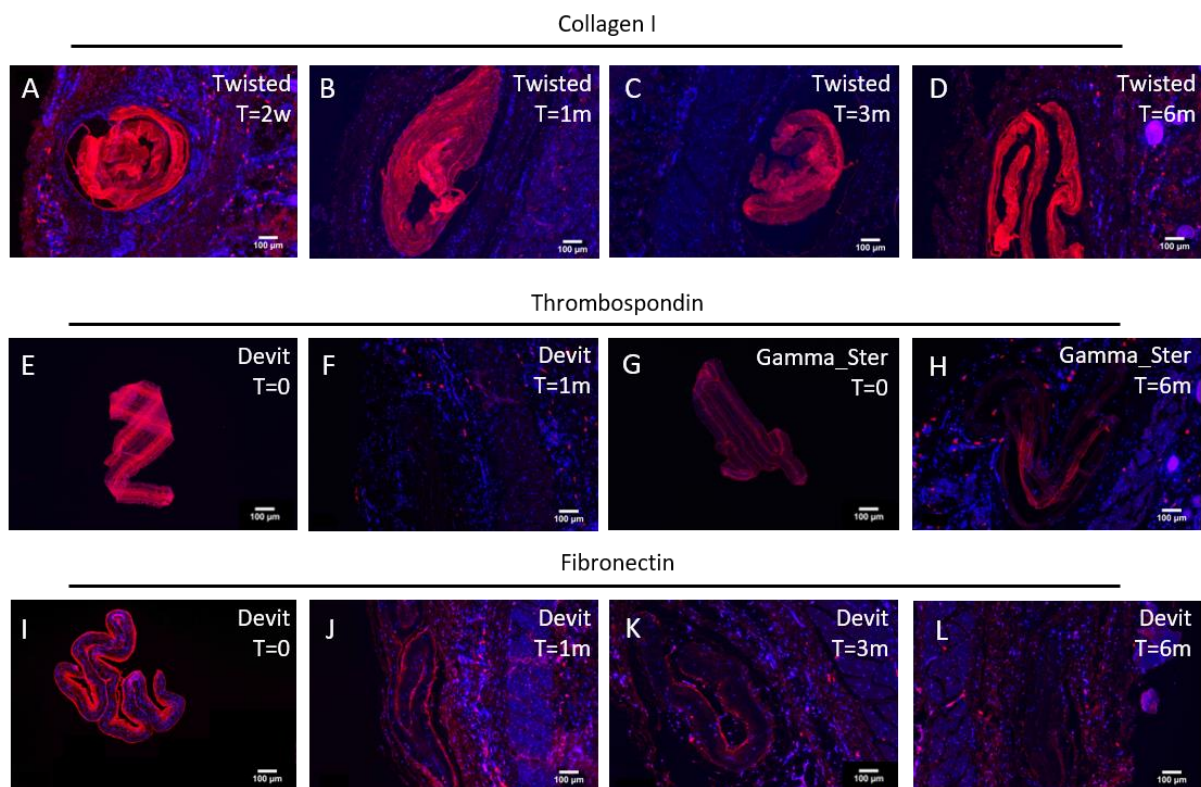 Collagen I
A Twisted T=2w
B Twisted T=1m
C Twisted T=3m
D Twisted T=6m
100 µm
100 µm
100 µm
100 µm
Thrombospondin
E Devit T=0
F Devit T=1m
G Gamma_Ster T=0
H Gamma_Ster T=6m
100 µm
100 µm
100 µm
100 µm
Fibronectin
I Devit T=0
J Devit T=1m
K Devit T=3m
L Devit T=6m
100 µm
100 µm
100 µm
100 µm